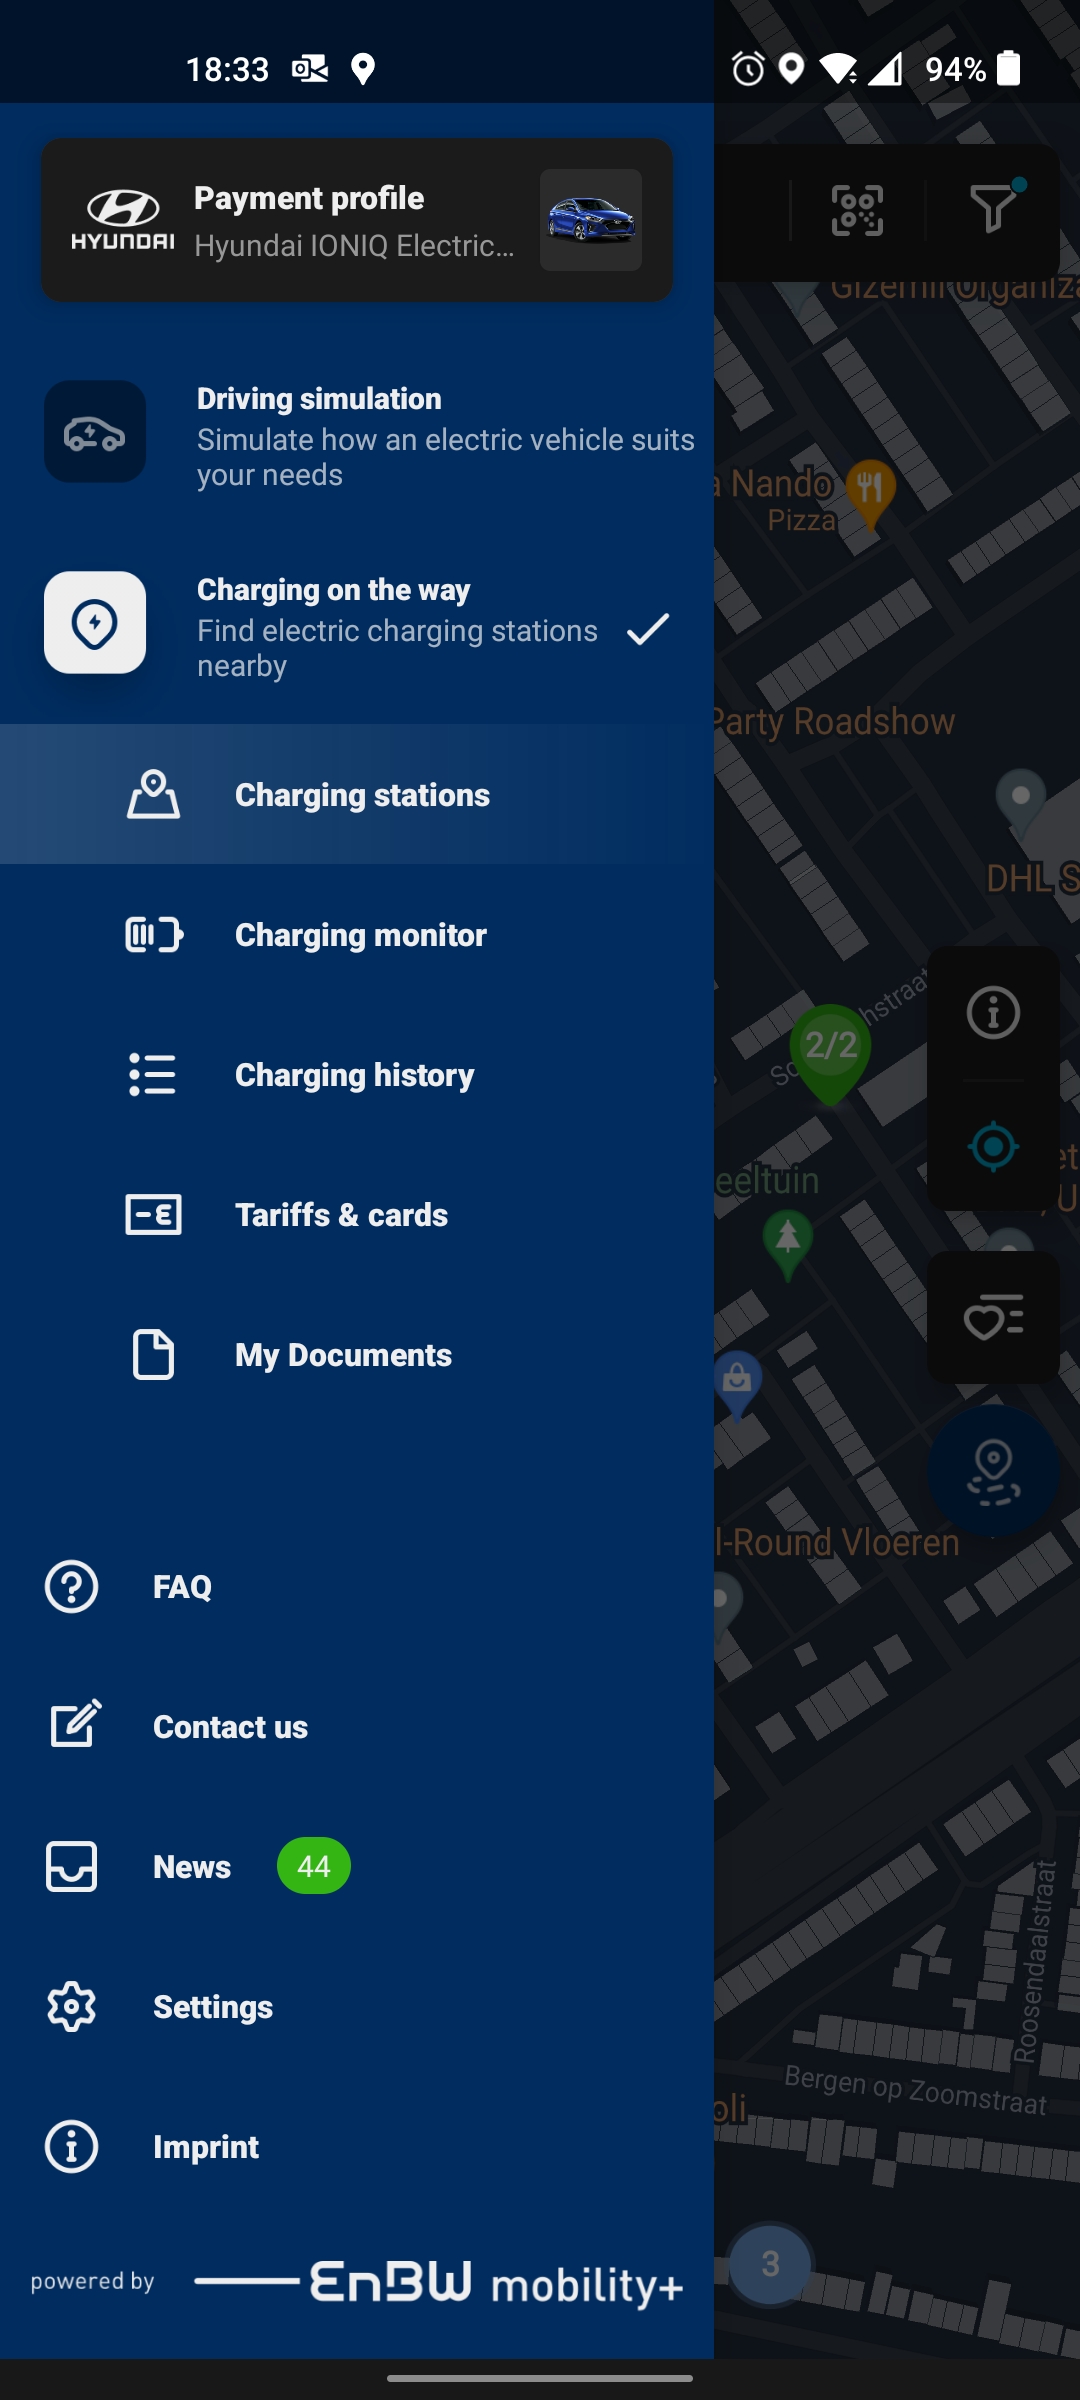 18:33
94%
HYUNDAI
Payment profile
Hyundai IONIQ Electric...
Driving simulation
Simulate how an electric vehicle suits
your needs
Charging on the way
Find electric charging stations
nearby
Charging stations
Charging monitor
Charging history
Tariffs & cards
My Documents
FAQ
Contact us
News 44
Settings
Imprint
powered by EnBW mobility+
Nando
Pizza
Party Roadshow
DHL S
hstraat
2/2
eeltuin
l-Round Vloeren
Roosendaalstraat
Bergen op Zoomstraat
oli
3